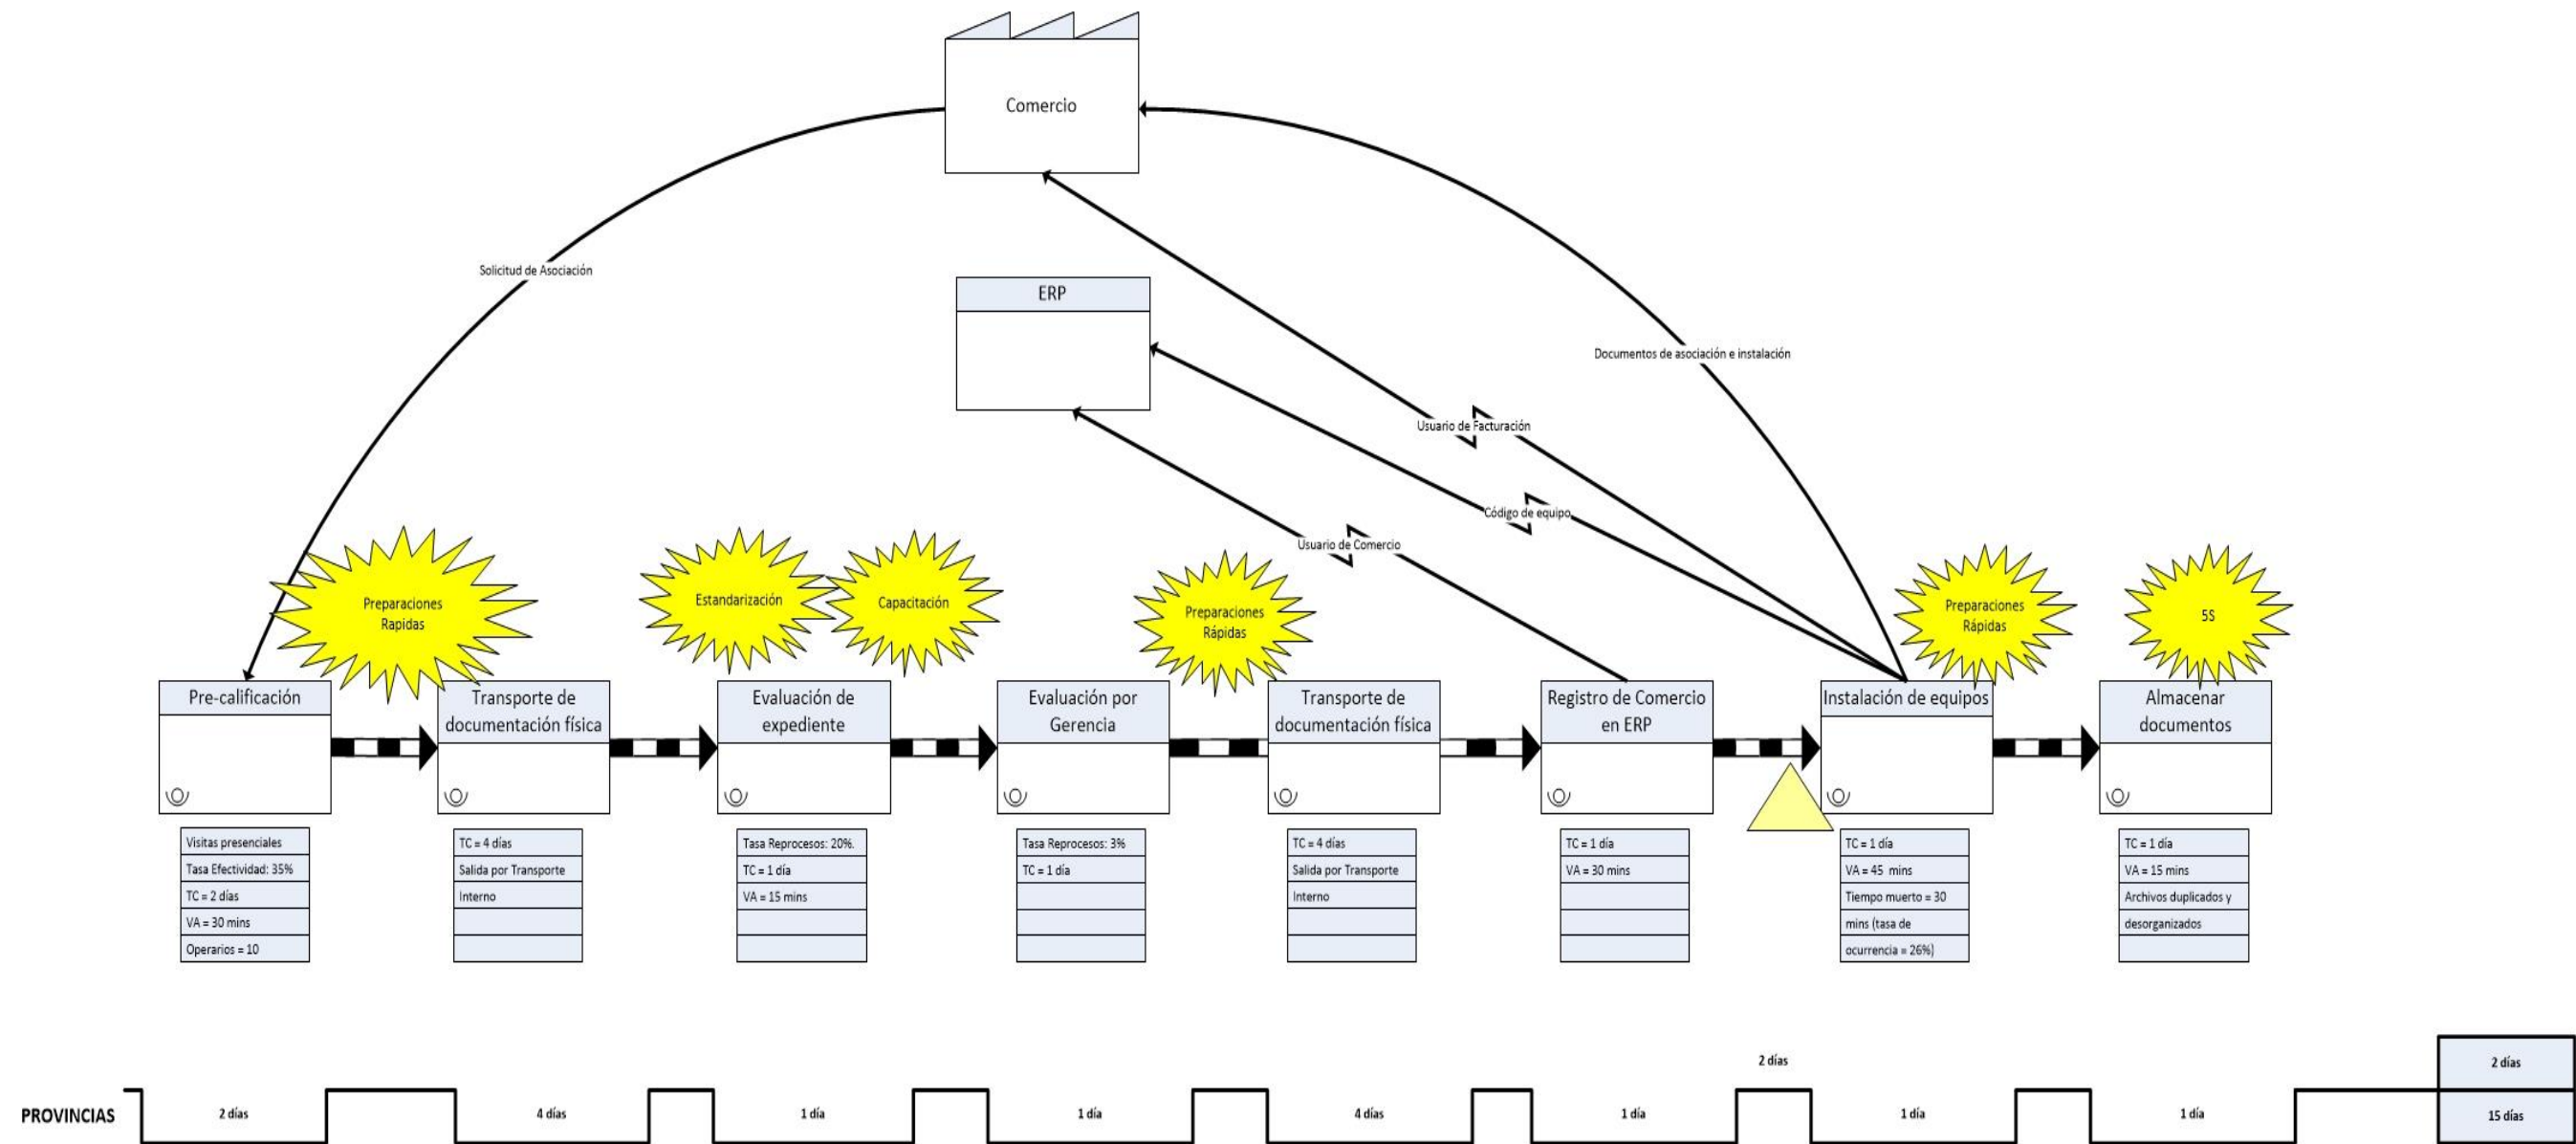 Comercio
Solicitud de Asociación
ERP
Documentos de asociación e instalación
Usuario de Facturación
Código de equipo
Usuario de Comercio
Preparaciones
Rapidas
Estandarización
Capacitación
Preparaciones
Rápidas
Preparaciones
Rápidas
5S
Pre-calificación
Transporte de
documentación física
Evaluación de
expediente
Evaluación por
Gerencia
Transporte de
documentación física
Registro de Comercio
en ERP
Instalación de equipos
Almacenar
documentos
Visitas presenciales
Tasa Efectividad: 35%
TC = 2 días
VA = 30 mins
Operarios = 10
TC = 4 días
Salida por Transporte
Interno
Tasa Reprocesos: 20%.
TC = 1 día
VA = 15 mins
Tasa Reprocesos: 3%
TC = 1 día
TC = 4 días
Salida por Transporte
Interno
TC = 1 día
VA = 30 mins
TC = 1 día
VA = 45 mins
Tiempo muerto = 30
mins (tasa de
ocurrencia = 26%)
TC = 1 día
VA = 15 mins
Archivos duplicados y
desorganizados
2 días
2 días
PROVINCIAS
2 días
4 días
1 día
1 día
4 días
1 día
1 día
1 día
15 días